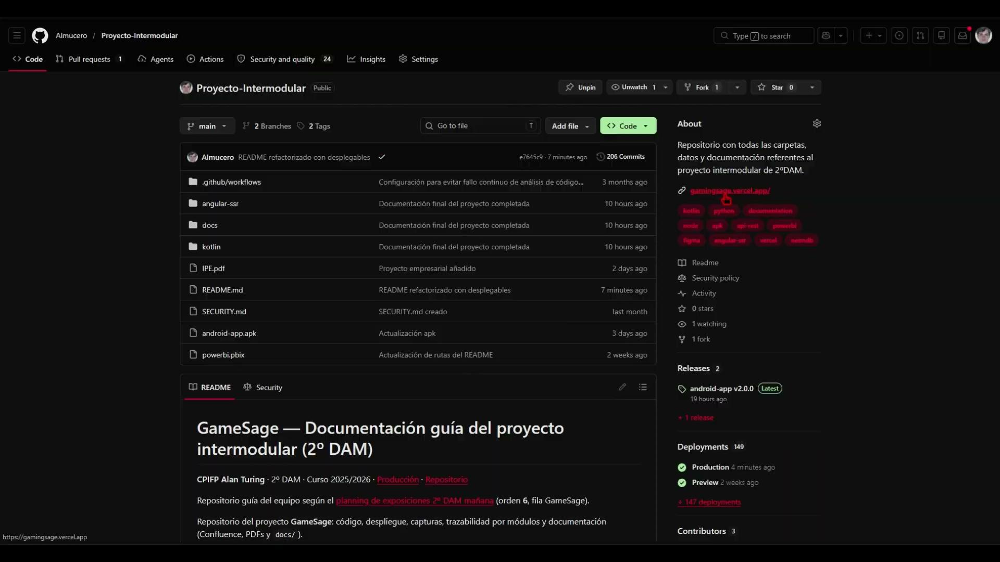 Almucero / Proyecto-Intermodular
Type / to search
Code
Pull requests 1
Agents
Actions
Security and quality 24
Insights
Settings
Proyecto-Intermodular Public
Unpin
Unwatch 1
Fork 1
Star 0
main
2 Branches
2 Tags
Go to file T
Add file
Code
Almucero README refactorizado con desplegables
e7645c9 · 7 minutes ago
206 Commits
.github/workflows Configuración para evitar fallo continuo de análisis de código... 3 months ago
angular-ssr Documentación final del proyecto completada 10 hours ago
docs Documentación final del proyecto completada 10 hours ago
kotlin Documentación final del proyecto completada 10 hours ago
IPE.pdf Proyecto empresarial añadido 2 days ago
README.md README refactorizado con desplegables 7 minutes ago
SECURITY.md SECURITY.md creado last month
android-app.apk Actualización apk 3 days ago
powerbi.pbix Actualización de rutas del README 2 weeks ago
README
Security
GameSage — Documentación guía del proyecto
intermodular (2º DAM)
CPIFP Alan Turing · 2º DAM · Curso 2025/2026 · Producción · Repositorio
Repositorio guía del equipo según el planning de exposiciones 2º DAM mañana (orden 6, fila GameSage).
Repositorio del proyecto GameSage: código, despliegue, capturas, trazabilidad por módulos y documentación
(Confluence, PDFs y docs/ ).
About
Repositorio con todas las carpetas,
datos y documentación referentes al
proyecto intermodular de 2ºDAM.
gamingsage.vercel.app/
kotlin python documentation
node apk api-rest powerbi
figma angular-ssr vercel neondb
Readme
Security policy
Activity
0 stars
1 watching
1 fork
Releases 2
android-app v2.0.0 Latest
19 hours ago
+ 1 release
Deployments 149
Production 4 minutes ago
Preview 2 weeks ago
+ 147 deployments
Contributors 3
https://gamingsage.vercel.app